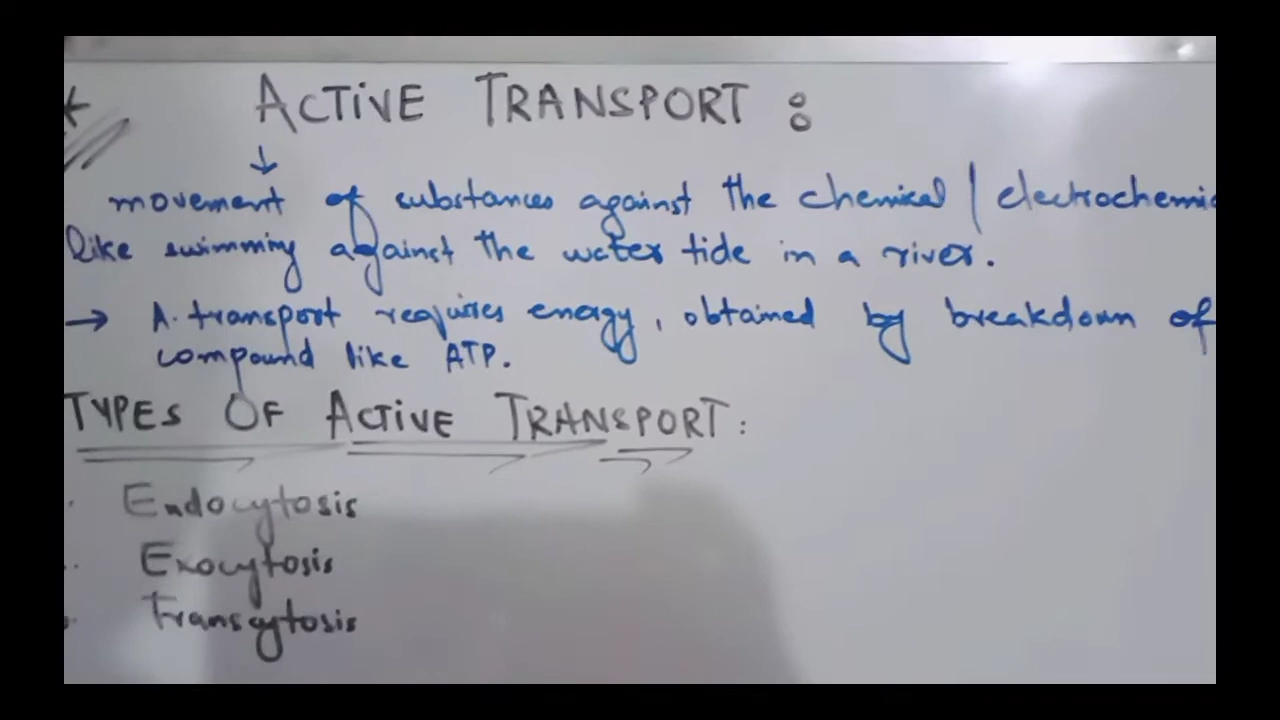 ACTIVE TRANSPORT :
movement of substances against the chemical / electrochemic
like swimming against the water tide in a river.
→ A. transport requires energy, obtained by breakdown of
compound like ATP.
TYPES OF ACTIVE TRANSPORT :
Endocytosis
Exocytosis
Transcytosis